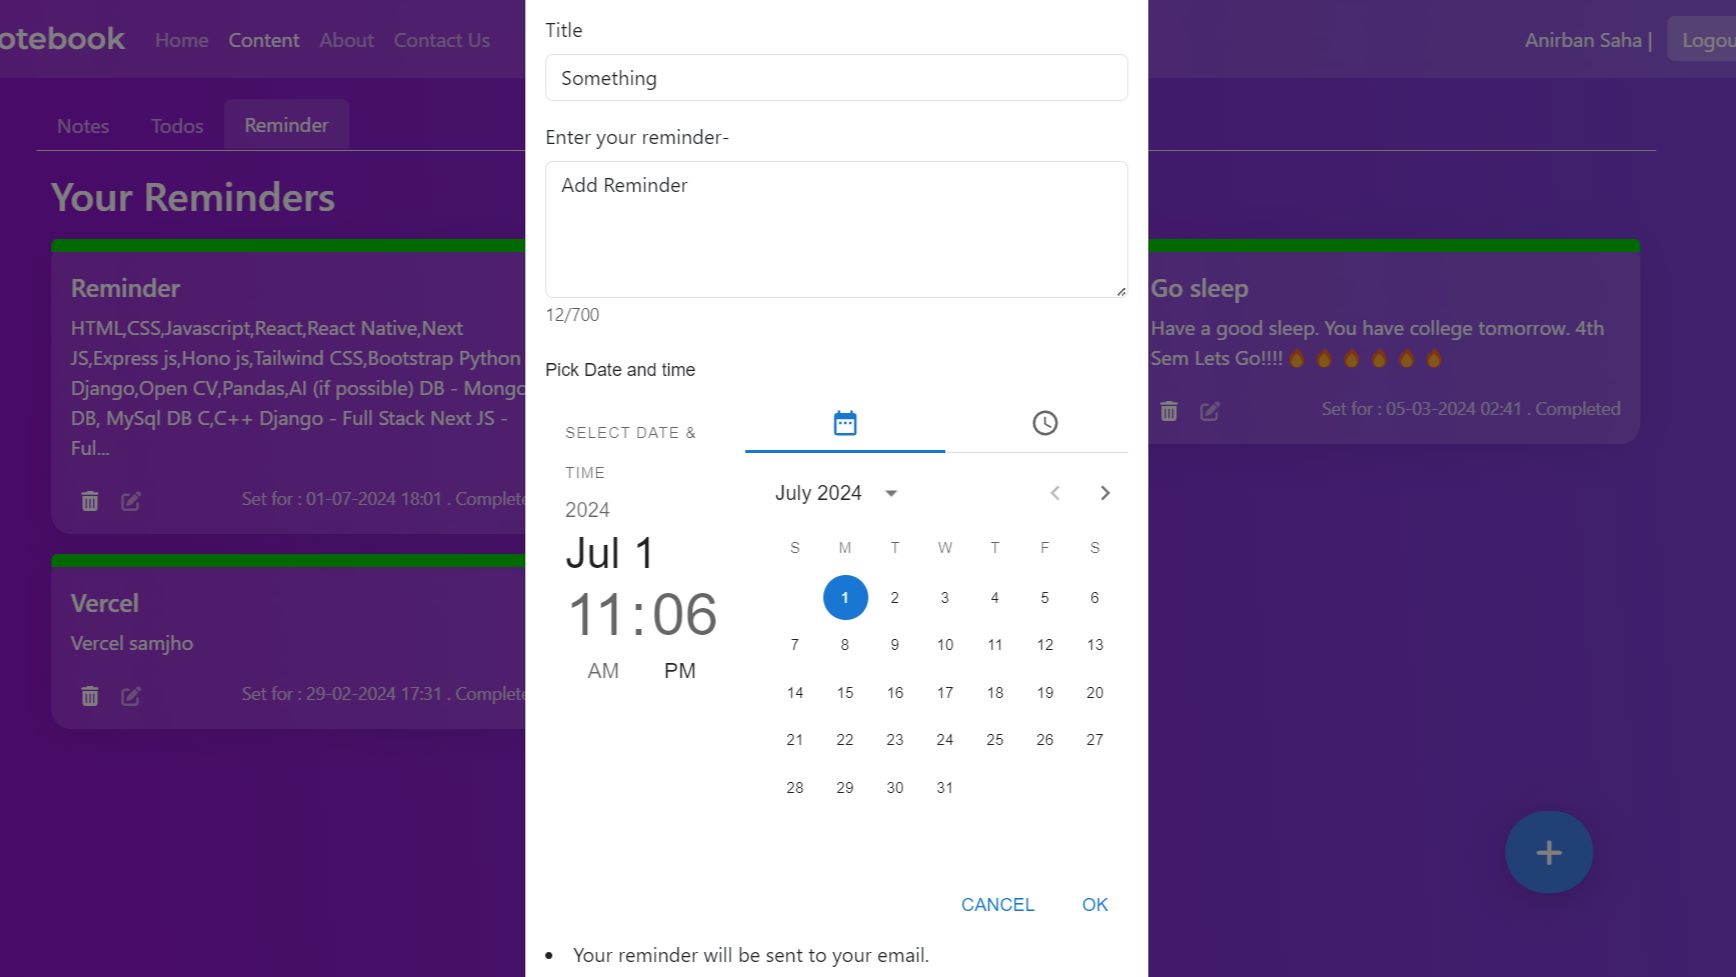 otebook Home Content About Contact Us
Anirban Saha | Logou
Notes Todos Reminder
Your Reminders
Reminder
HTML,CSS,Javascript,React,React Native,Next
JS,Express js,Hono js,Tailwind CSS,Bootstrap Python
Django,Open CV,Pandas,AI (if possible) DB - Mongo
DB, MySql DB C,C++ Django - Full Stack Next JS -
Ful...
Set for : 01-07-2024 18:01 . Complete
Vercel
Vercel samjho
Set for : 29-02-2024 17:31 . Complete
Title
Something
Enter your reminder-
Add Reminder
12/700
Pick Date and time
SELECT DATE &
TIME
2024
Jul 1
11:06
AM PM
July 2024
S M T W T F S
1 2 3 4 5 6
7 8 9 10 11 12 13
14 15 16 17 18 19 20
21 22 23 24 25 26 27
28 29 30 31
CANCEL OK
• Your reminder will be sent to your email.
Go sleep
Have a good sleep. You have college tomorrow. 4th
Sem Lets Go!!!!🔥 🔥 🔥 🔥 🔥 🔥
Set for : 05-03-2024 02:41 . Completed